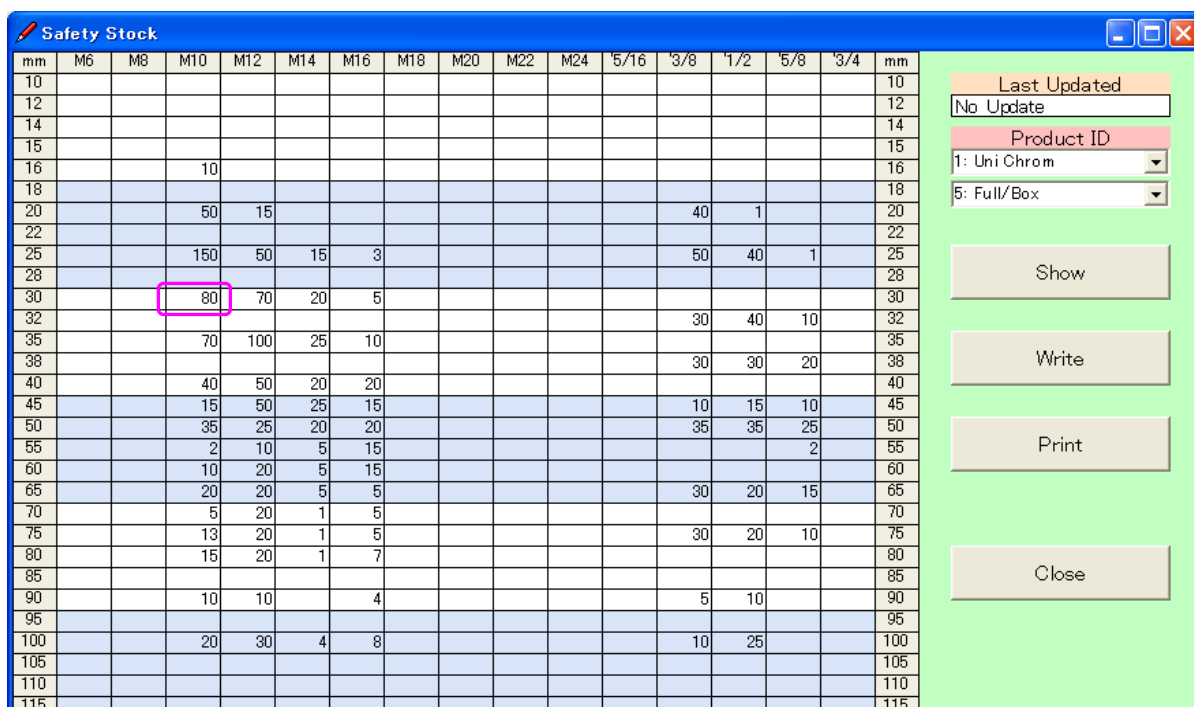 Safety Stock
mm M6 M8 M10 M12 M14 M16 M18 M20 M22 M24 '5/16 '3/8 '1/2 '5/8 '3/4 mm
10 10
12 12
14 14
15 15
16 10 16
18 18
20 50 15 40 1 20
22 22
25 150 50 15 3 50 40 1 25
28 28
30 80 70 20 5 30
32 30 40 10 32
35 70 100 25 10 35
38 30 30 20 38
40 40 50 20 20 40
45 15 50 25 15 10 15 10 45
50 35 25 20 20 35 35 25 50
55 2 10 5 15 2 55
60 10 20 5 15 60
65 20 20 5 5 30 20 15 65
70 5 20 1 5 70
75 13 20 1 5 30 20 10 75
80 15 20 1 7 80
85 85
90 10 10 4 5 10 90
95 95
100 20 30 4 8 10 25 100
105 105
110 110
115 115
Last Updated
No Update
Product ID
1: Uni Chrom
5: Full/Box
Show
Write
Print
Close